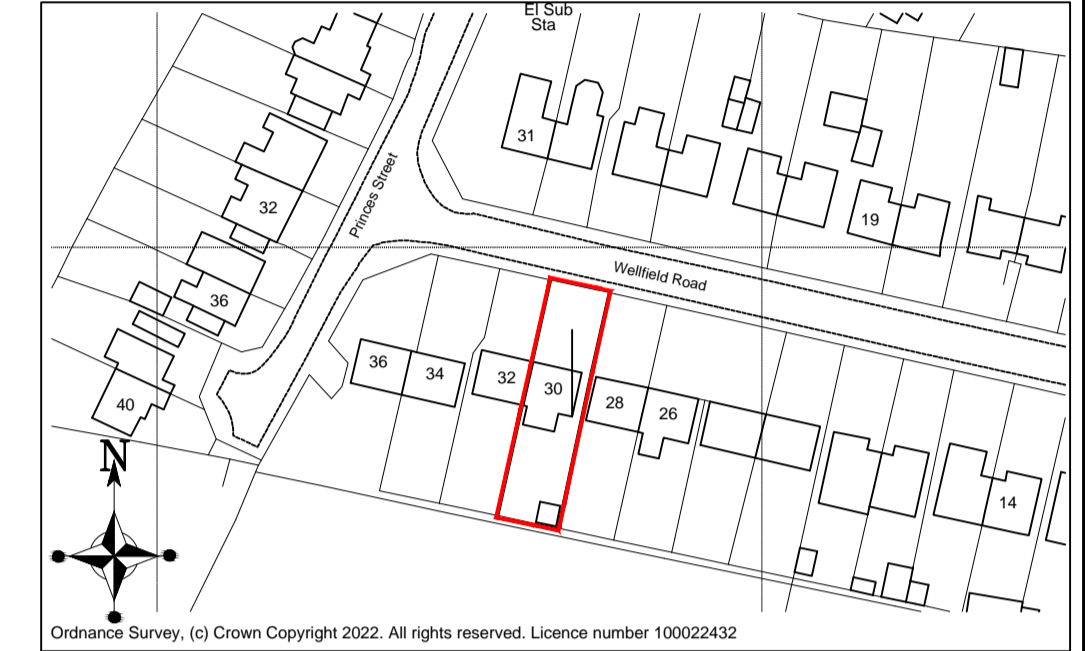 El Sub
Sta
31
32
Princes Street
19
Wellfield Road
36
36
34
32
30
28
26
40
14
N
Ordnance Survey, (c) Crown Copyright 2022. All rights reserved. Licence number 100022432